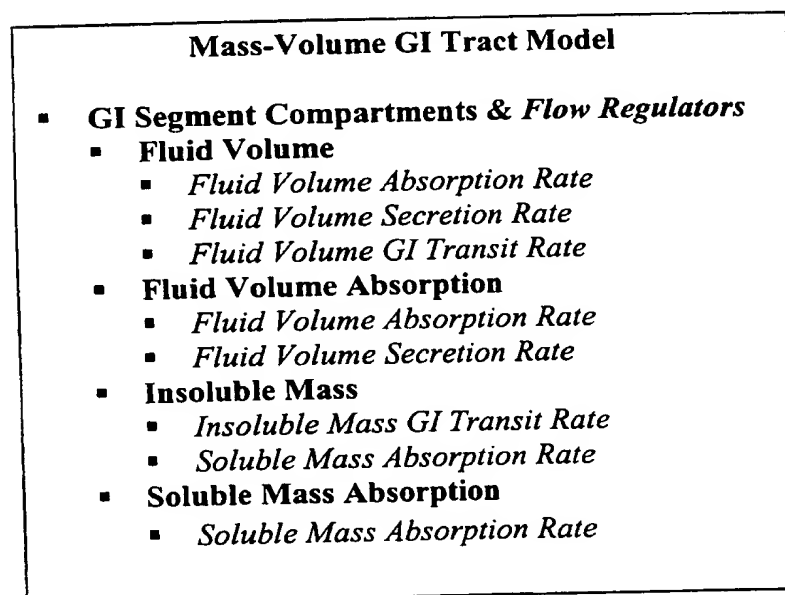 Mass-Volume GI Tract Model
▪ GI Segment Compartments & Flow Regulators
▪ Fluid Volume
▪ Fluid Volume Absorption Rate
▪ Fluid Volume Secretion Rate
▪ Fluid Volume GI Transit Rate
▪ Fluid Volume Absorption
▪ Fluid Volume Absorption Rate
▪ Fluid Volume Secretion Rate
▪ Insoluble Mass
▪ Insoluble Mass GI Transit Rate
▪ Soluble Mass Absorption Rate
▪ Soluble Mass Absorption
▪ Soluble Mass Absorption Rate